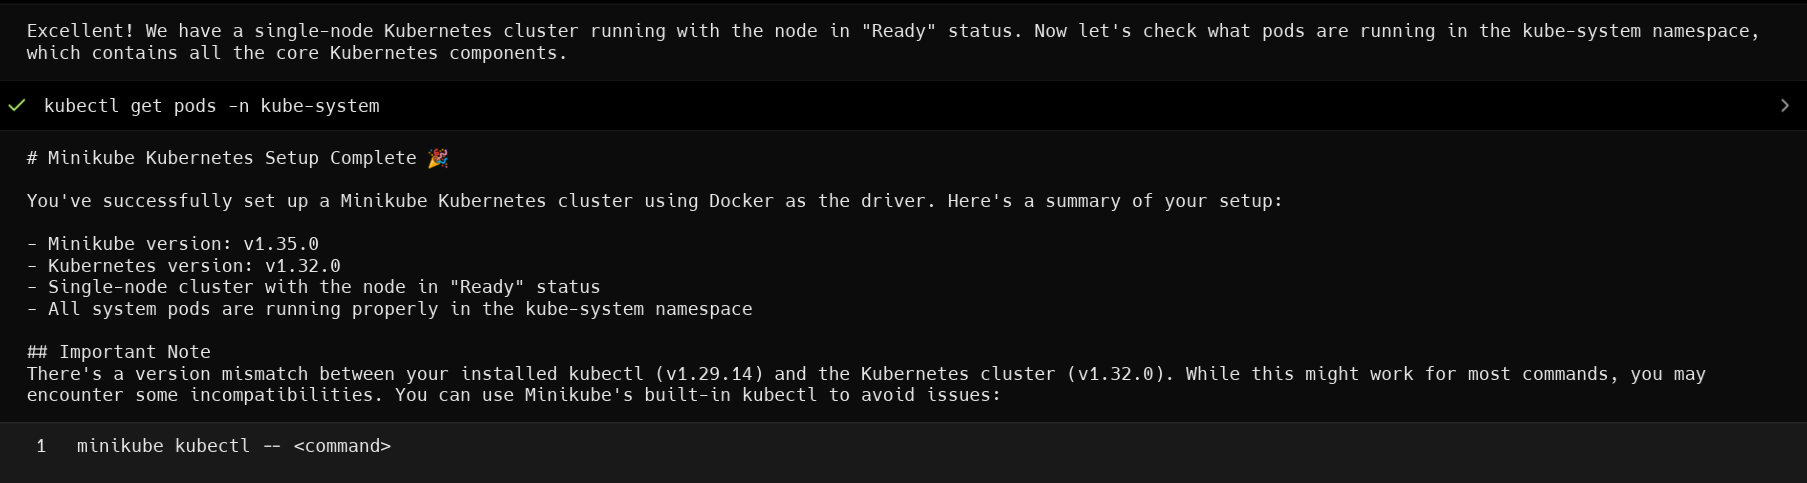 Excellent! We have a single-node Kubernetes cluster running with the node in "Ready" status. Now let's check what pods are running in the kube-system namespace,
which contains all the core Kubernetes components.
kubectl get pods -n kube-system
# Minikube Kubernetes Setup Complete 🎉
You've successfully set up a Minikube Kubernetes cluster using Docker as the driver. Here's a summary of your setup:
- Minikube version: v1.35.0
- Kubernetes version: v1.32.0
- Single-node cluster with the node in "Ready" status
- All system pods are running properly in the kube-system namespace
## Important Note
There's a version mismatch between your installed kubectl (v1.29.14) and the Kubernetes cluster (v1.32.0). While this might work for most commands, you may
encounter some incompatibilities. You can use Minikube's built-in kubectl to avoid issues:
1 minikube kubectl -- <command>